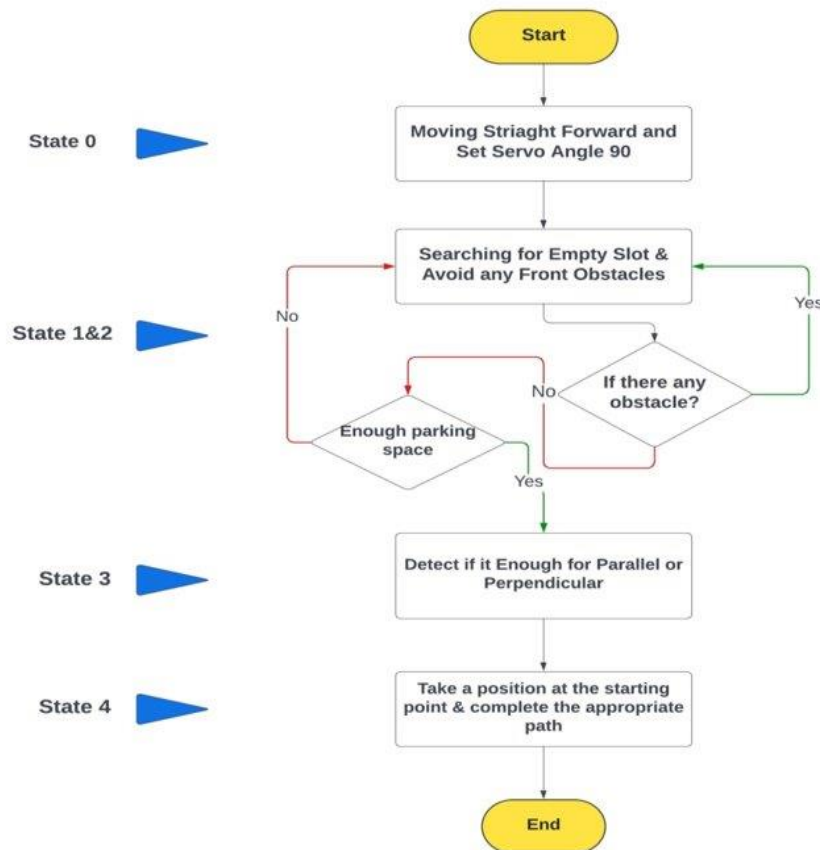 Start
State 0
Moving Striaght Forward and
Set Servo Angle 90
Searching for Empty Slot &
Avoid any Front Obstacles
Yes
No
State 1&2
If there any
obstacle?
No
Enough parking
space
Yes
State 3
Detect if it Enough for Parallel or
Perpendicular
State 4
Take a position at the starting
point & complete the appropriate
path
End